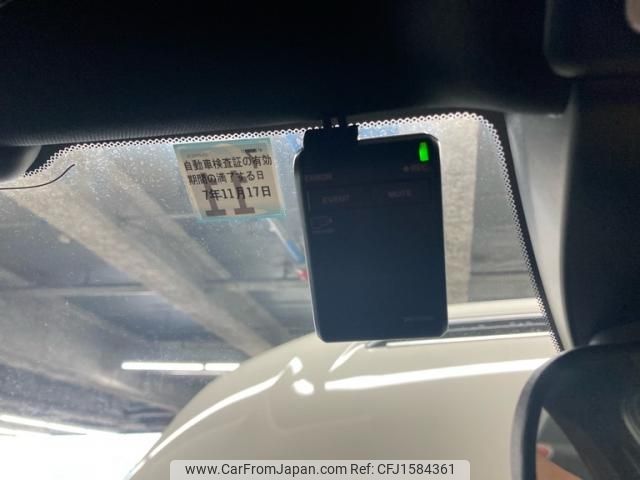 自動車検査証の有効
期間の満了する日
7年11月17日
11
REC
EVENT MUTE
www.CarFromJapan.com - CFJ1584361